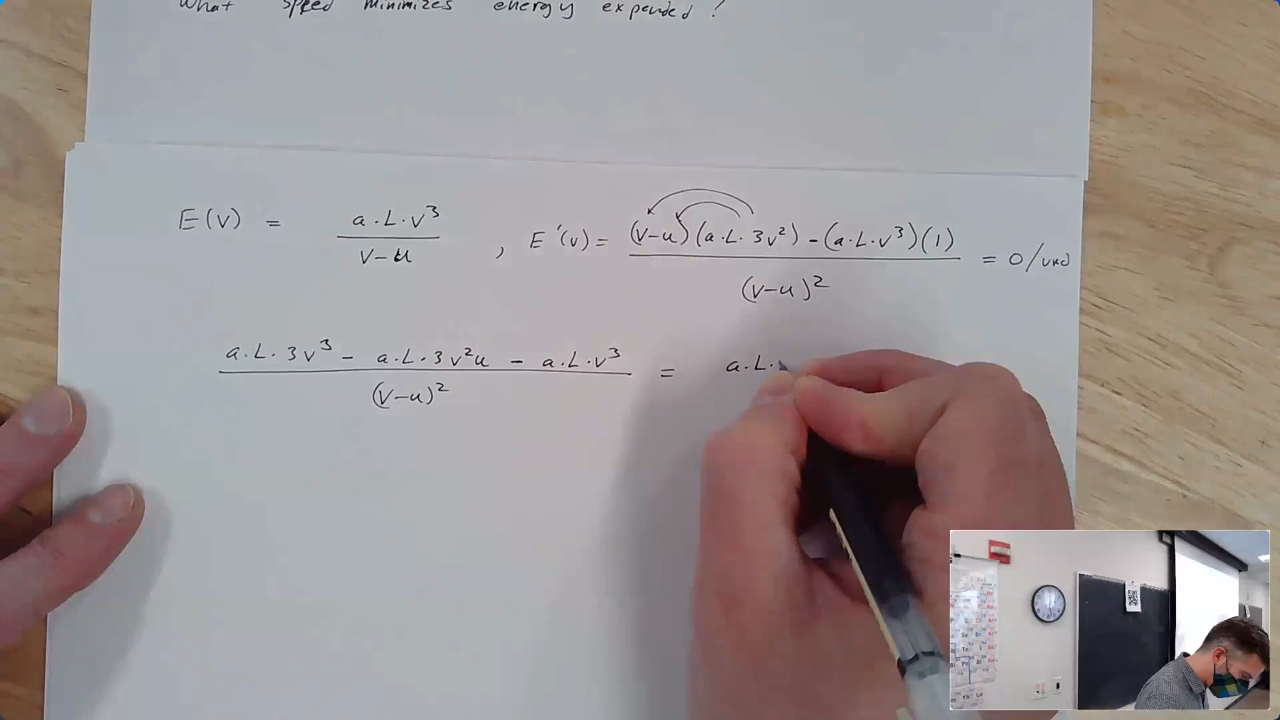 What speed minimizes energy expended?
E(v) = a·L·v³ / v-u , E'(v) = (v-u)(a·L·3v²) - (a·L·v³)(1) / (v-u)² = 0/und
a·L·3v³ - a·L·3v²u - a·L·v³ / (v-u)² = a·L·